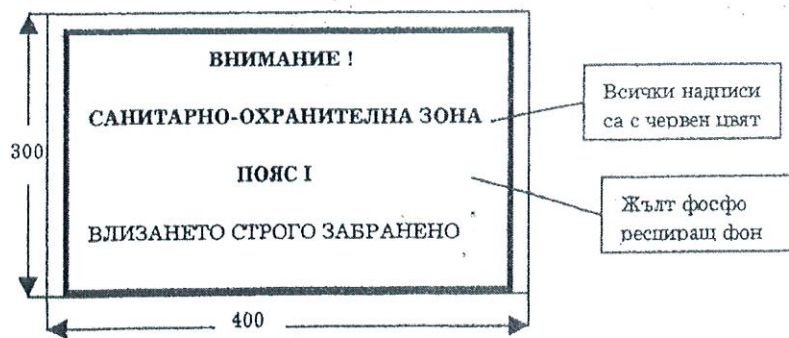 ВНИМАНИЕ !
САНИТАРНО-ОХРАНИТЕЛНА ЗОНА
ПОЯС I
ВЛИЗАНЕТО СТРОГО ЗАБРАНЕНО
Всички надписи
са с червен цвят
Жълт фосфо
ресциращ фон
300
400